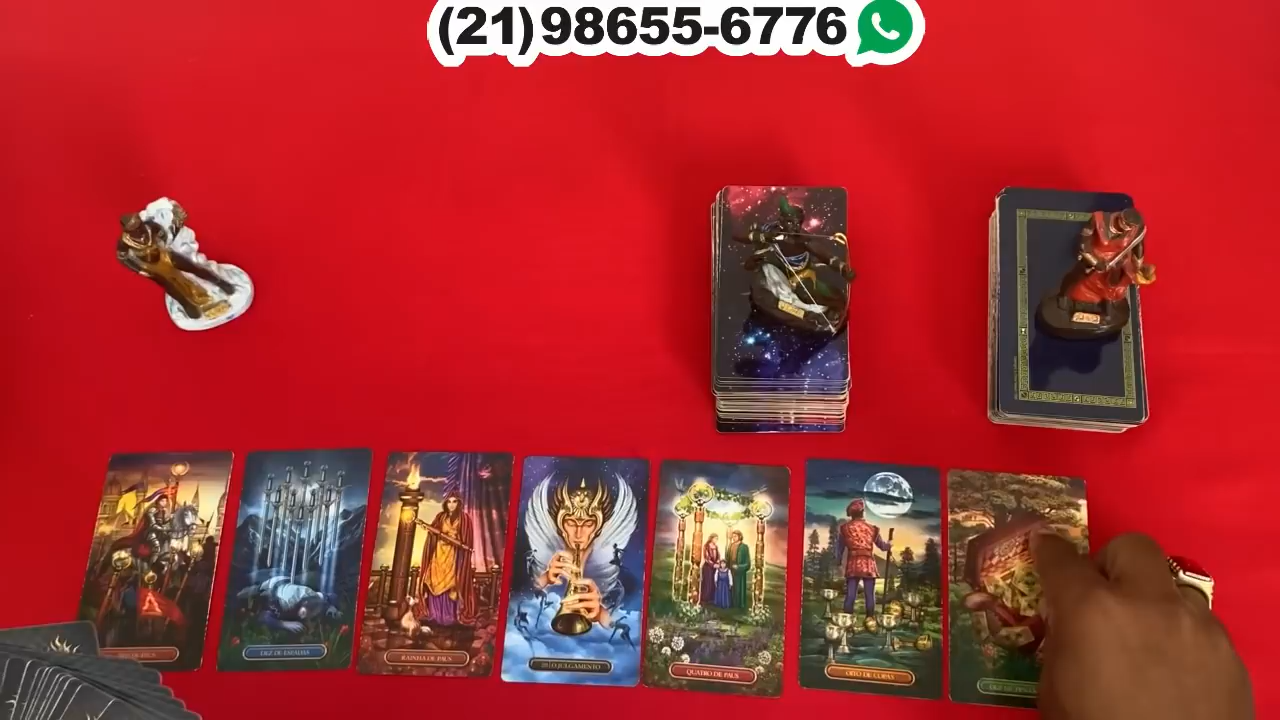 (21)98655-6776
DEZ DE ESPADAS
RAINHA DE PAUS
O JULGAMENTO
QUATRO DE PAUS
OITO DE COPAS